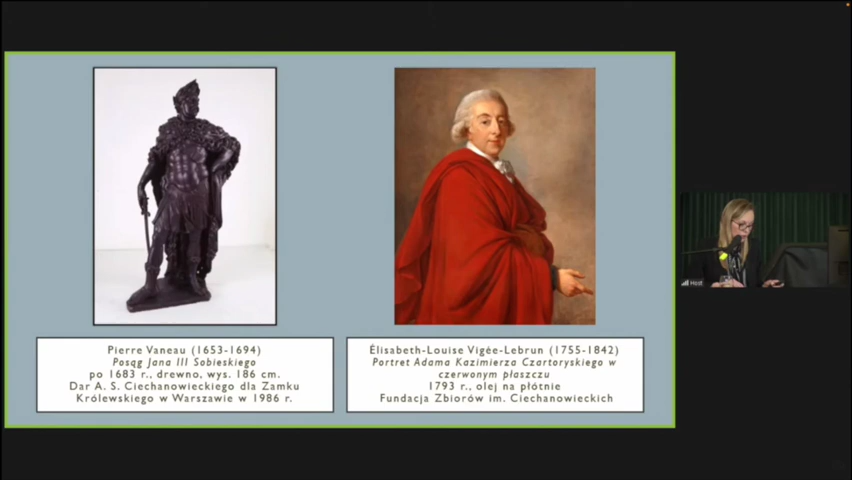 Pierre Vaneau (1653-1694)
Posąg Jana III Sobieskiego
po 1683 r., drewno, wys. 186 cm.
Dar A. S. Ciechanowieckiego dla Zamku
Królewskiego w Warszawie w 1986 r.
Élisabeth-Louise Vigée-Lebrun (1755-1842)
Portret Adama Kazimierza Czartoryskiego w
czerwonym płaszczu
1793 r., olej na płótnie
Fundacja Zbiorów im. Ciechanowieckich
Host